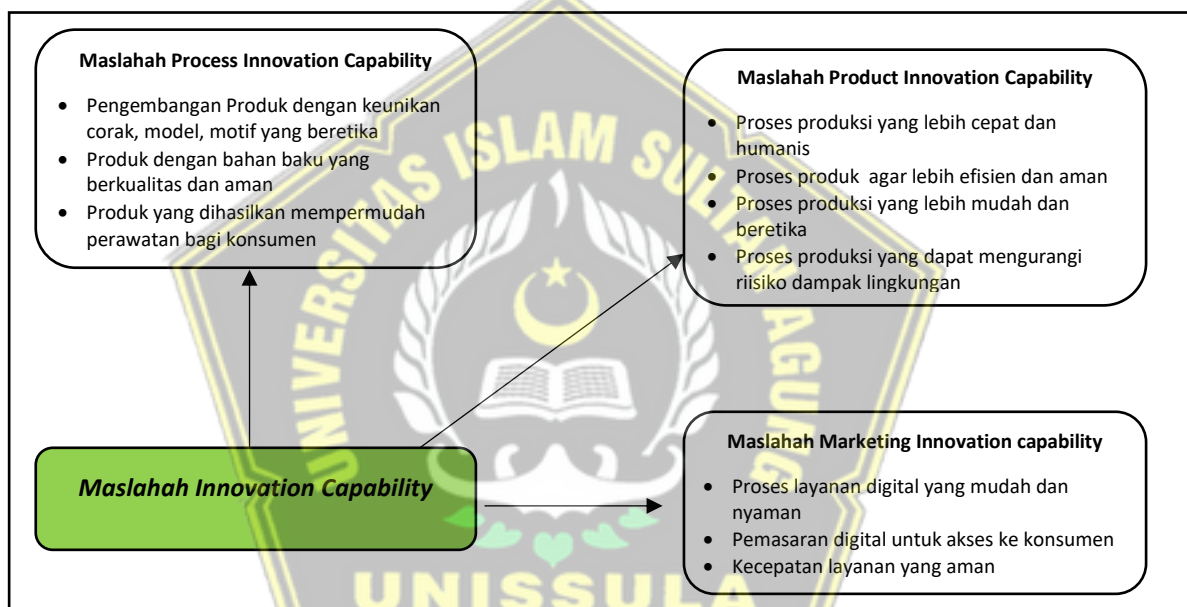 Maslahah Process Innovation Capability
• Pengembangan Produk dengan keunikan
corak, model, motif yang beretika
• Produk dengan bahan baku yang
berkualitas dan aman
• Produk yang dihasilkan mempermudah
perawatan bagi konsumen
Maslahah Product Innovation Capability
• Proses produksi yang lebih cepat dan
humanis
• Proses produk agar lebih efisien dan aman
• Proses produksi yang lebih mudah dan
beretika
• Proses produksi yang dapat mengurangi
riisiko dampak lingkungan
Maslahah Innovation Capability
Maslahah Marketing Innovation capability
• Proses layanan digital yang mudah dan
nyaman
• Pemasaran digital untuk akses ke konsumen
• Kecepatan layanan yang aman
UNIVERSITAS ISLAM SULTAN AGUNG
UNISSULA